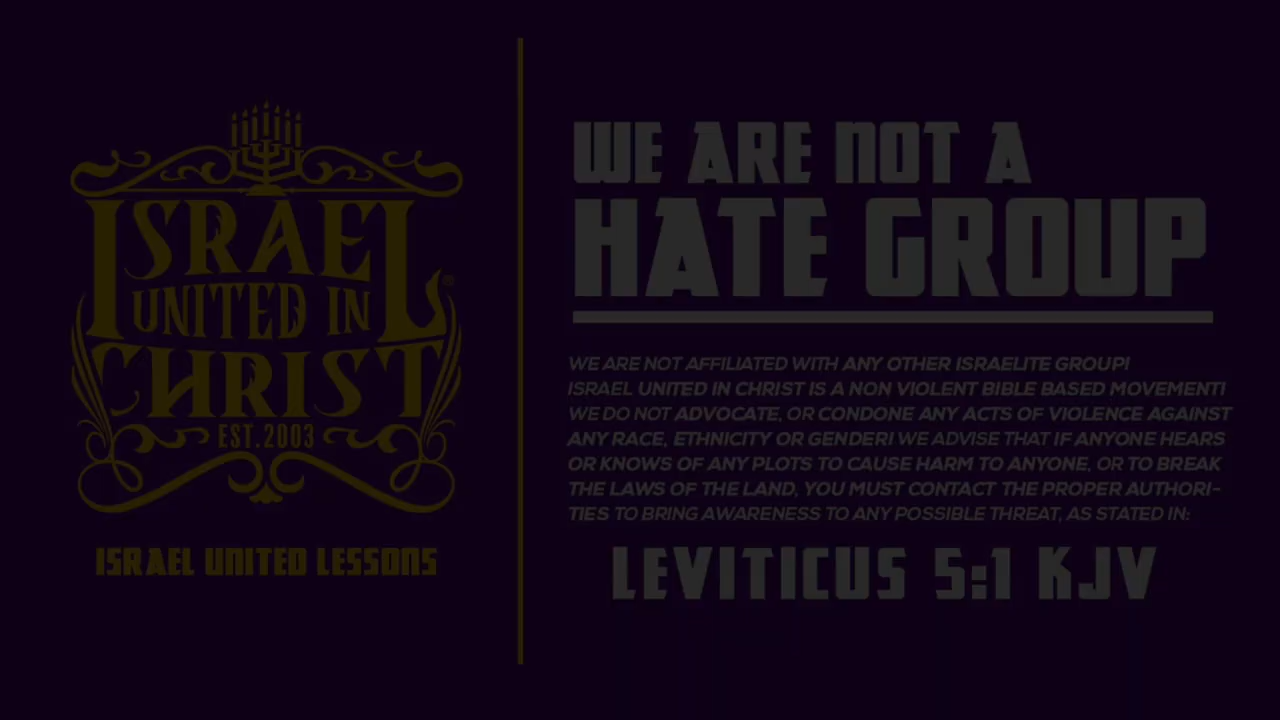 ISRAEL
UNITED IN
CHRIST
EST.2003
ISRAEL UNITED LESSONS
WE ARE NOT A
HATE GROUP
WE ARE NOT AFFILIATED WITH ANY OTHER ISRAELITE GROUP!
ISRAEL UNITED IN CHRIST IS A NON VIOLENT BIBLE BASED MOVEMENT!
WE DO NOT ADVOCATE, OR CONDONE ANY ACTS OF VIOLENCE AGAINST
ANY RACE, ETHNICITY OR GENDER! WE ADVISE THAT IF ANYONE HEARS
OR KNOWS OF ANY PLOTS TO CAUSE HARM TO ANYONE, OR TO BREAK
THE LAWS OF THE LAND, YOU MUST CONTACT THE PROPER AUTHORI-
TIES TO BRING AWARENESS TO ANY POSSIBLE THREAT, AS STATED IN:
LEVITICUS 5:1 KJV